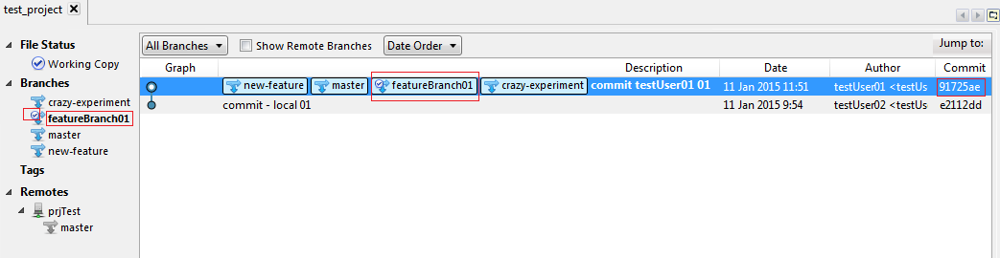 test_project
File Status
Working Copy
Branches
crazy-experiment
featureBranch01
master
new-feature
Tags
Remotes
prjTest
master
All Branches Show Remote Branches Date Order Jump to:
Graph Description Date Author Commit
new-feature master featureBranch01 crazy-experiment commit testUser01 01 11 Jan 2015 11:51 testUser01 <testUs 91725ae
commit - local 01 11 Jan 2015 9:54 testUser02 <testUs e2112dd